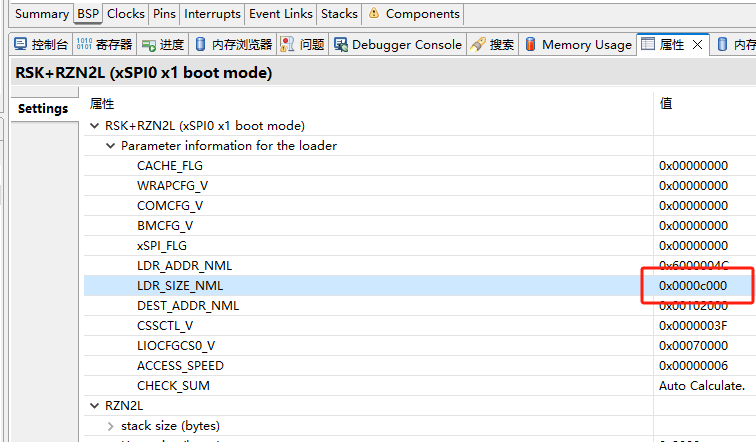 Summary BSP Clocks Pins Interrupts Event Links Stacks Components
控制台 寄存器 进度 内存浏览器 问题 Debugger Console 搜索 Memory Usage 属性 内存
RSK+RZN2L (xSPI0 x1 boot mode)
Settings
属性 值
RSK+RZN2L (xSPI0 x1 boot mode)
Parameter information for the loader
CACHE_FLG 0x00000000
WRAPCFG_V 0x00000000
COMCFG_V 0x00000000
BMCFG_V 0x00000000
xSPI_FLG 0x00000000
LDR_ADDR_NML 0x6000004C
LDR_SIZE_NML 0x0000c000
DEST_ADDR_NML 0x00102000
CSSCTL_V 0x0000003F
LIOCFGCS0_V 0x00070000
ACCESS_SPEED 0x00000006
CHECK_SUM Auto Calculate.
RZN2L
stack size (bytes)